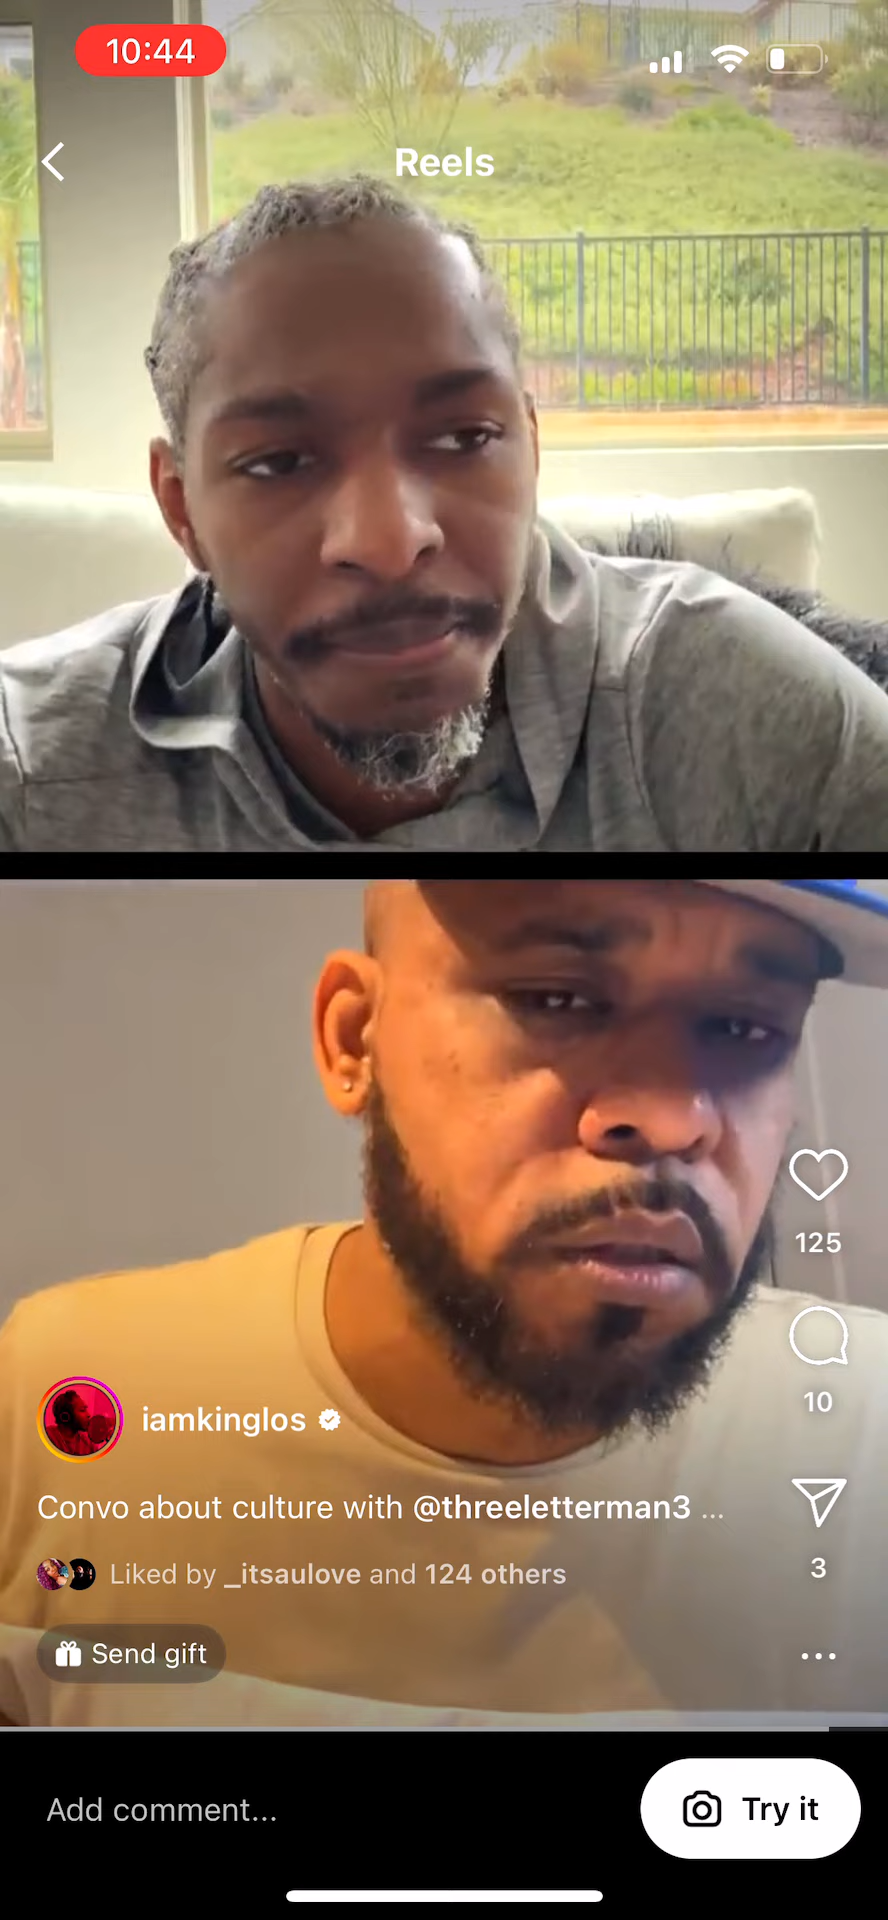 10:44
Reels
125
10
iamkinglos
Convo about culture with @threeletterman3 ...
3
Liked by _itsaulove and 124 others
Send gift
Add comment...
Try it